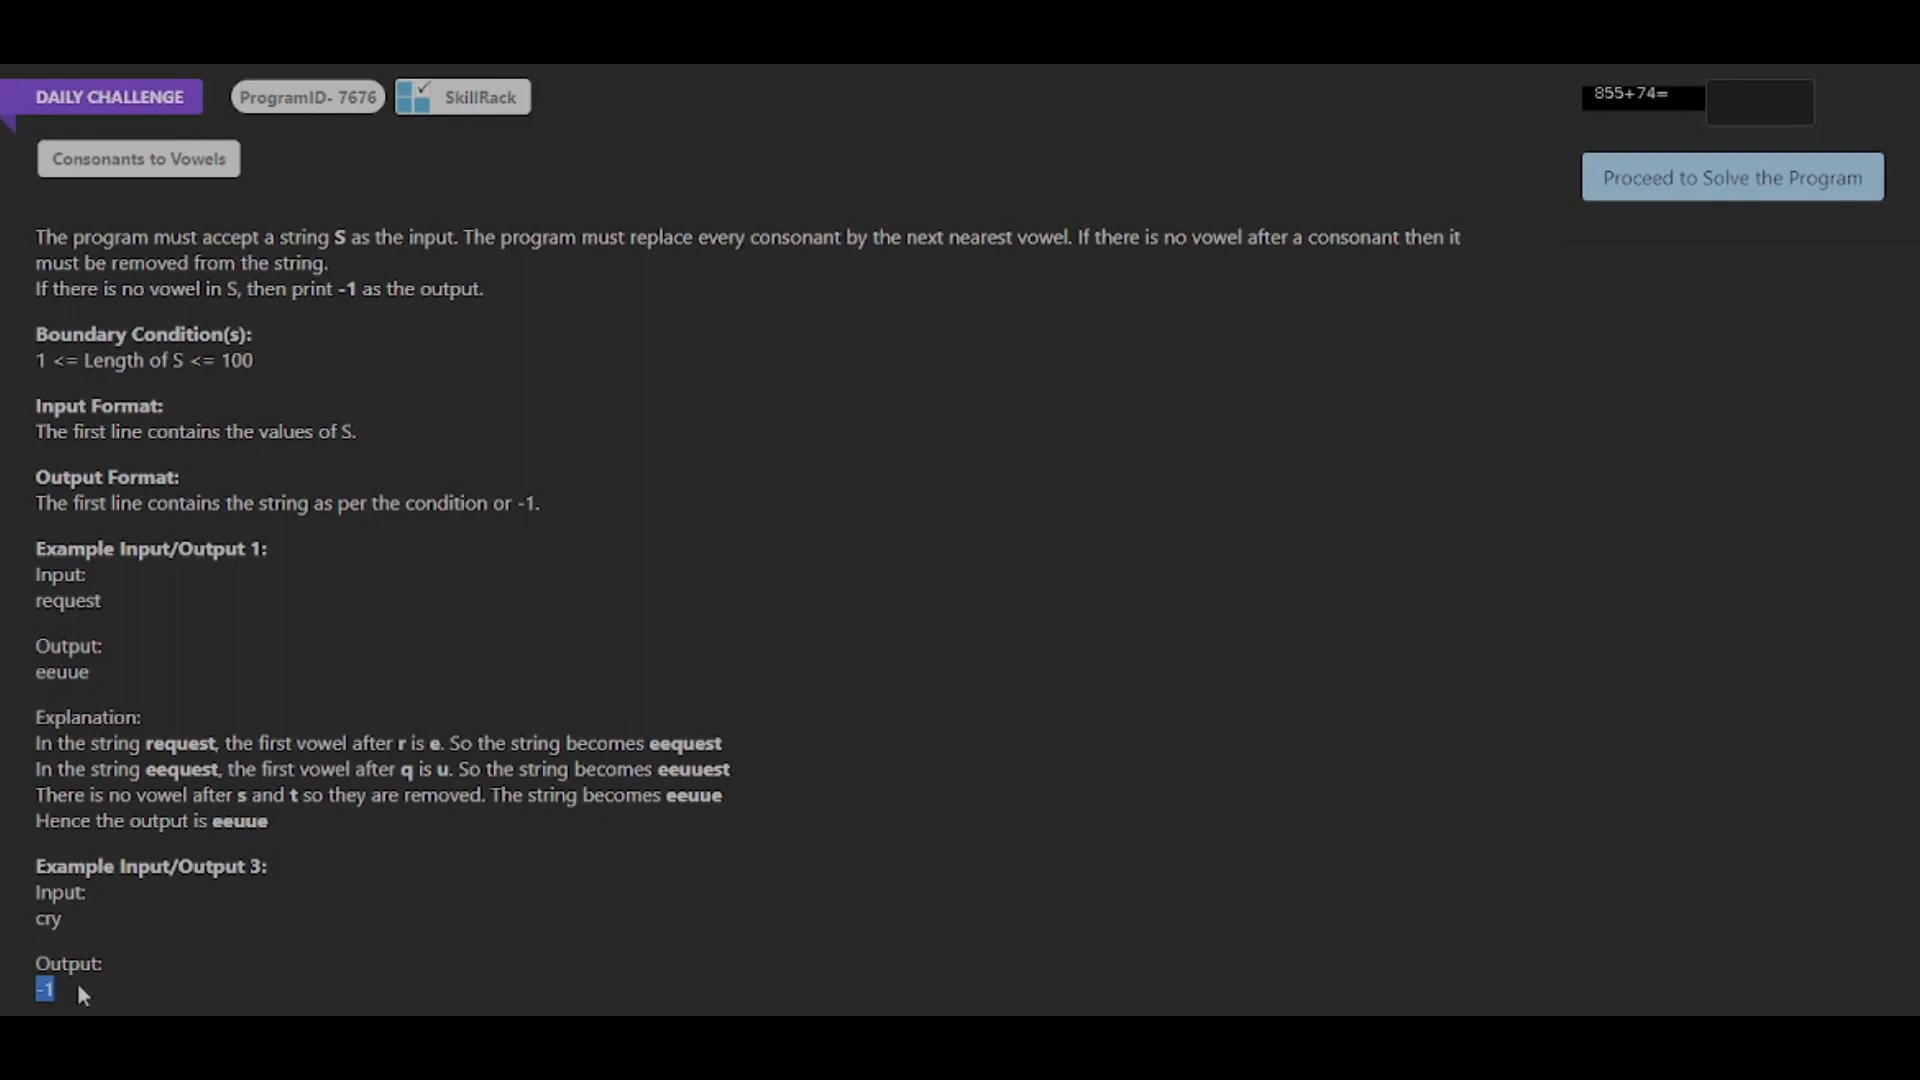 DAILY CHALLENGE
ProgramID- 7676
SkillRack
855+74=
Consonants to Vowels
Proceed to Solve the Program
The program must accept a string S as the input. The program must replace every consonant by the next nearest vowel. If there is no vowel after a consonant then it
must be removed from the string.
If there is no vowel in S, then print -1 as the output.
Boundary Condition(s):
1 <= Length of S <= 100
Input Format:
The first line contains the values of S.
Output Format:
The first line contains the string as per the condition or -1.
Example Input/Output 1:
Input:
request
Output:
eeuue
Explanation:
In the string request, the first vowel after r is e. So the string becomes eequest
In the string eequest, the first vowel after q is u. So the string becomes eeuuest
There is no vowel after s and t so they are removed. The string becomes eeuue
Hence the output is eeuue
Example Input/Output 3:
Input:
cry
Output:
-1